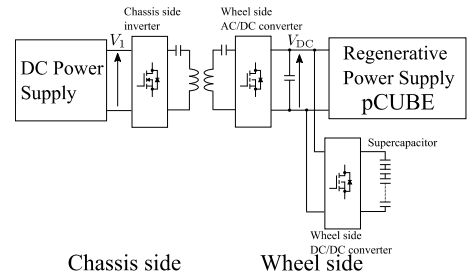 Chassis side
inverter
Wheel side
AC/DC converter
V1
VDC
DC Power
Supply
Regenerative
Power Supply
pCUBE
Supercapacitor
Wheel side
DC/DC converter
Chassis side
Wheel side